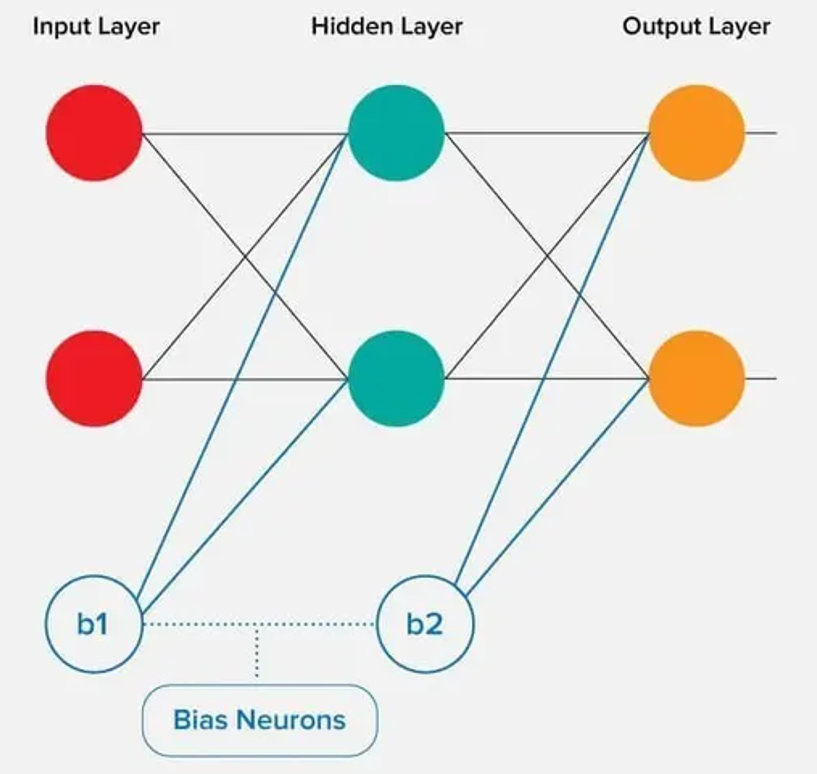 Input Layer
Hidden Layer
Output Layer
b1
b2
Bias Neurons